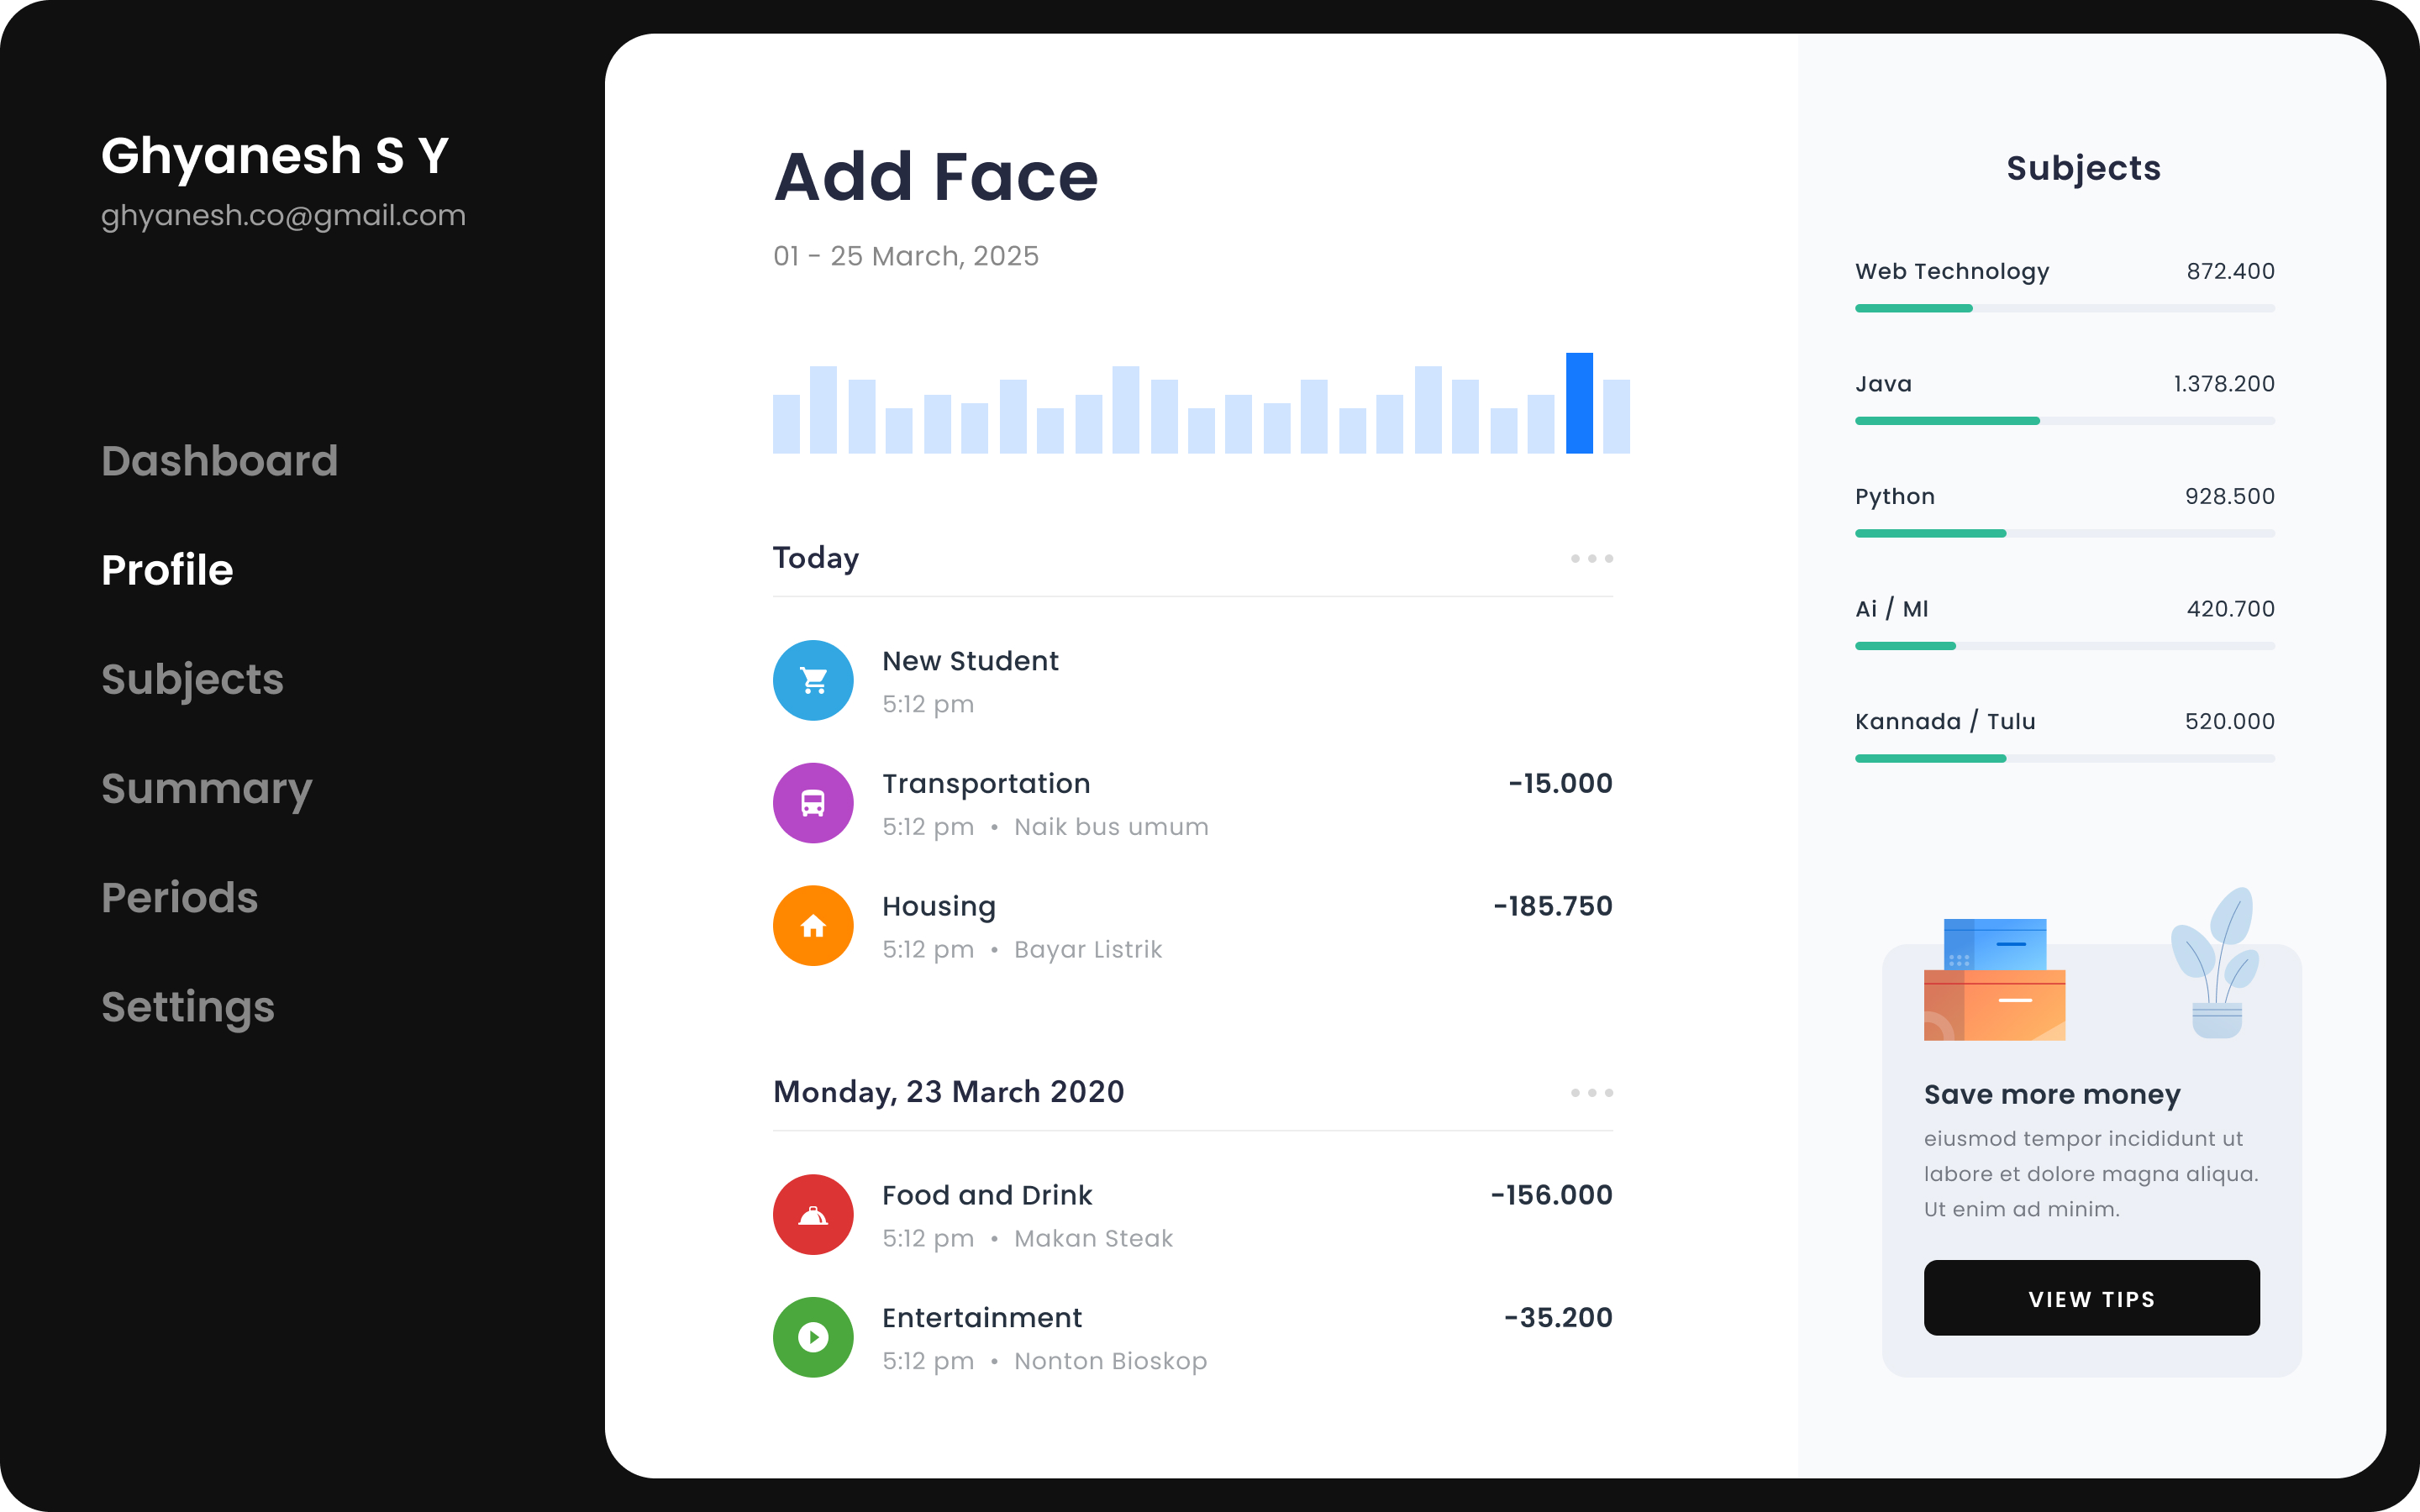 Ghyanesh S Y
ghyanesh.co@gmail.com
Dashboard
Profile
Subjects
Summary
Periods
Settings
Add Face
01 - 25 March, 2025
Today
New Student
5:12 pm
Transportation -15.000
5:12 pm • Naik bus umum
Housing -185.750
5:12 pm • Bayar Listrik
Monday, 23 March 2020
Food and Drink -156.000
5:12 pm • Makan Steak
Entertainment -35.200
5:12 pm • Nonton Bioskop
Subjects
Web Technology 872.400
Java 1.378.200
Python 928.500
Ai / Ml 420.700
Kannada / Tulu 520.000
Save more money
eiusmod tempor incididunt ut
labore et dolore magna aliqua.
Ut enim ad minim.
VIEW TIPS